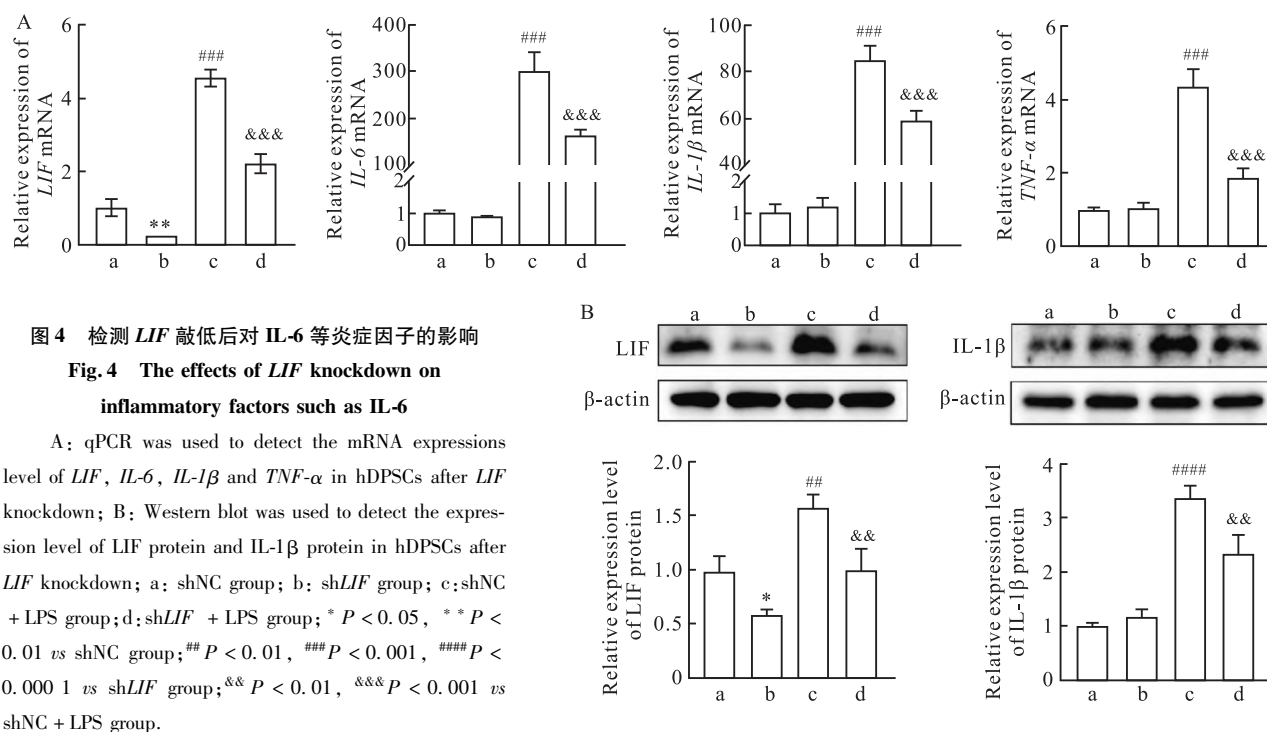 A
Relative expression of
LIF mRNA
6
4
2
0
**
###
&&&
a b c d
Relative expression of
IL-6 mRNA
400
300
200
100
2
1
0
###
&&&
a b c d
Relative expression of
IL-1β mRNA
100
80
60
40
2
1
0
###
&&&
a b c d
Relative expression of
TNF-α mRNA
6
4
2
0
###
&&&
a b c d
图4 检测 LIF 敲低后对 IL-6 等炎症因子的影响
Fig. 4 The effects of LIF knockdown on
inflammatory factors such as IL-6
A: qPCR was used to detect the mRNA expressions
level of LIF, IL-6, IL-1β and TNF-α in hDPSCs after LIF
knockdown; B: Western blot was used to detect the expres-
sion level of LIF protein and IL-1β protein in hDPSCs after
LIF knockdown; a: shNC group; b: shLIF group; c:shNC
+ LPS group;d:shLIF + LPS group; * P < 0. 05, * * P <
0. 01 vs shNC group;## P < 0. 01, ###P < 0. 001, ####P <
0. 000 1 vs shLIF group;&& P < 0. 01, &&&P < 0. 001 vs
shNC + LPS group.
B
a b c d
LIF
β-actin
a b c d
IL-1β
β-actin
Relative expression level
of LIF protein
2.0
1.5
1.0
0.5
0
*
##
&&
a b c d
Relative expression level
of IL-1β protein
4
3
2
1
0
####
&&
a b c d